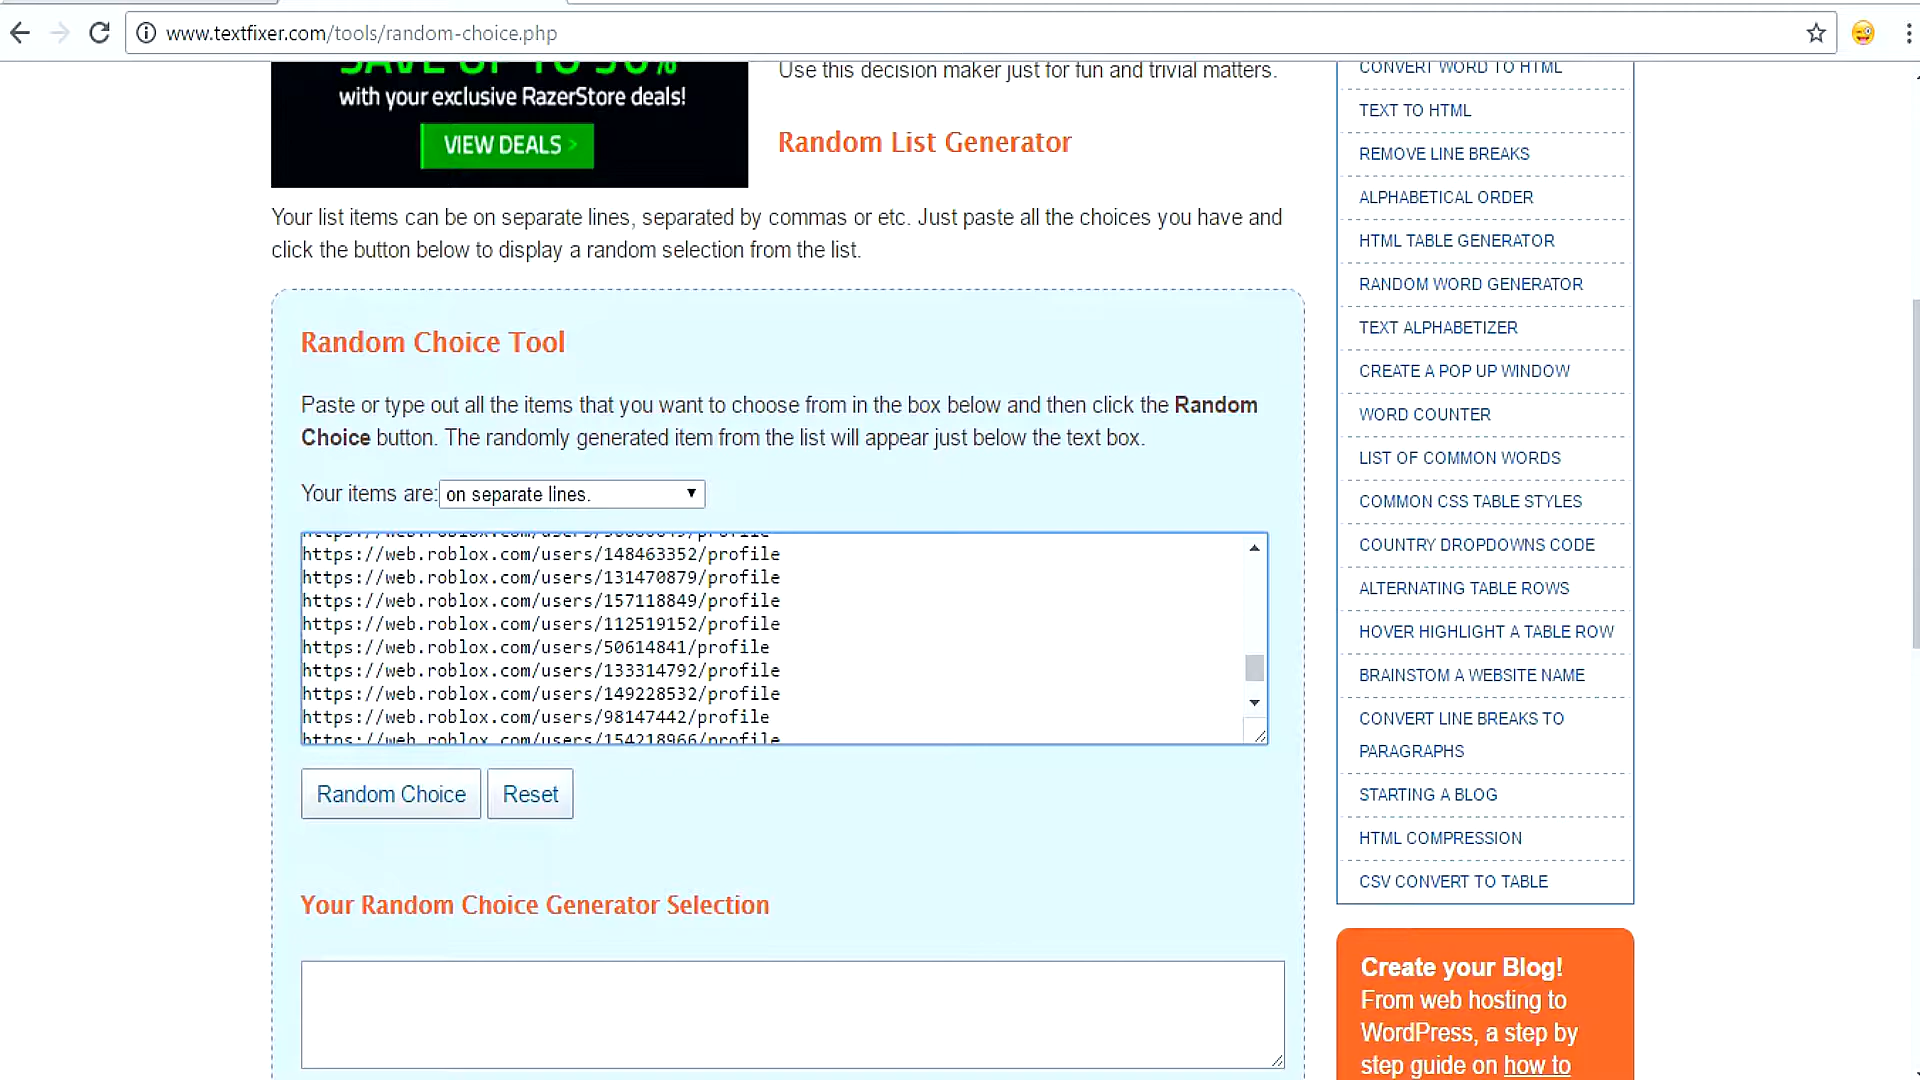 www.textfixer.com/tools/random-choice.php
SAVE UP TO 50%
with your exclusive RazerStore deals!
VIEW DEALS >
Use this decision maker just for fun and trivial matters.
Random List Generator
Your list items can be on separate lines, separated by commas or etc. Just paste all the choices you have and
click the button below to display a random selection from the list.
Random Choice Tool
Paste or type out all the items that you want to choose from in the box below and then click the Random
Choice button. The randomly generated item from the list will appear just below the text box.
Your items are: on separate lines.
https://web.roblox.com/users/148463352/profile
https://web.roblox.com/users/131470879/profile
https://web.roblox.com/users/157118849/profile
https://web.roblox.com/users/112519152/profile
https://web.roblox.com/users/50614841/profile
https://web.roblox.com/users/133314792/profile
https://web.roblox.com/users/149228532/profile
https://web.roblox.com/users/98147442/profile
https://web.roblox.com/users/154218966/profile
Random Choice
Reset
Your Random Choice Generator Selection
CONVERT WORD TO HTML
TEXT TO HTML
REMOVE LINE BREAKS
ALPHABETICAL ORDER
HTML TABLE GENERATOR
RANDOM WORD GENERATOR
TEXT ALPHABETIZER
CREATE A POP UP WINDOW
WORD COUNTER
LIST OF COMMON WORDS
COMMON CSS TABLE STYLES
COUNTRY DROPDOWNS CODE
ALTERNATING TABLE ROWS
HOVER HIGHLIGHT A TABLE ROW
BRAINSTOM A WEBSITE NAME
CONVERT LINE BREAKS TO
PARAGRAPHS
STARTING A BLOG
HTML COMPRESSION
CSV CONVERT TO TABLE
Create your Blog!
From web hosting to
WordPress, a step by
step guide on how to